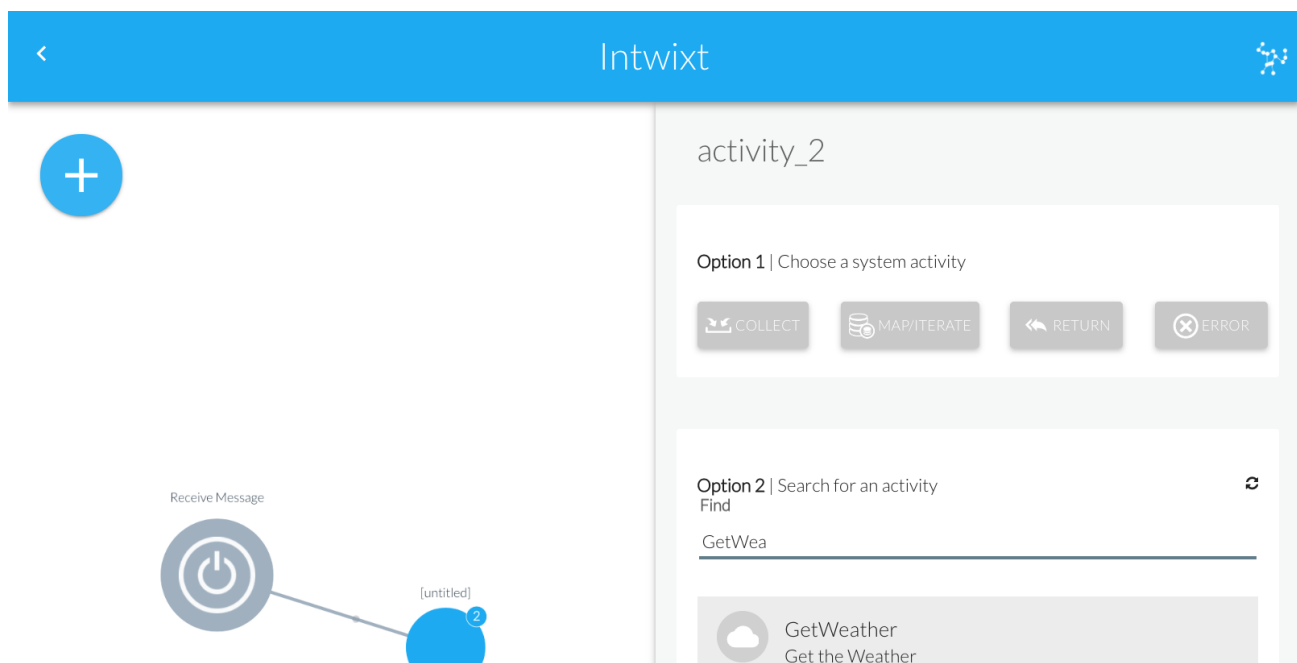 Intwixt
activity_2
Option 1 | Choose a system activity
COLLECT
MAP/ITERATE
RETURN
ERROR
Option 2 | Search for an activity
Find
GetWea
GetWeather
Get the Weather
Receive Message
[untitled]
2